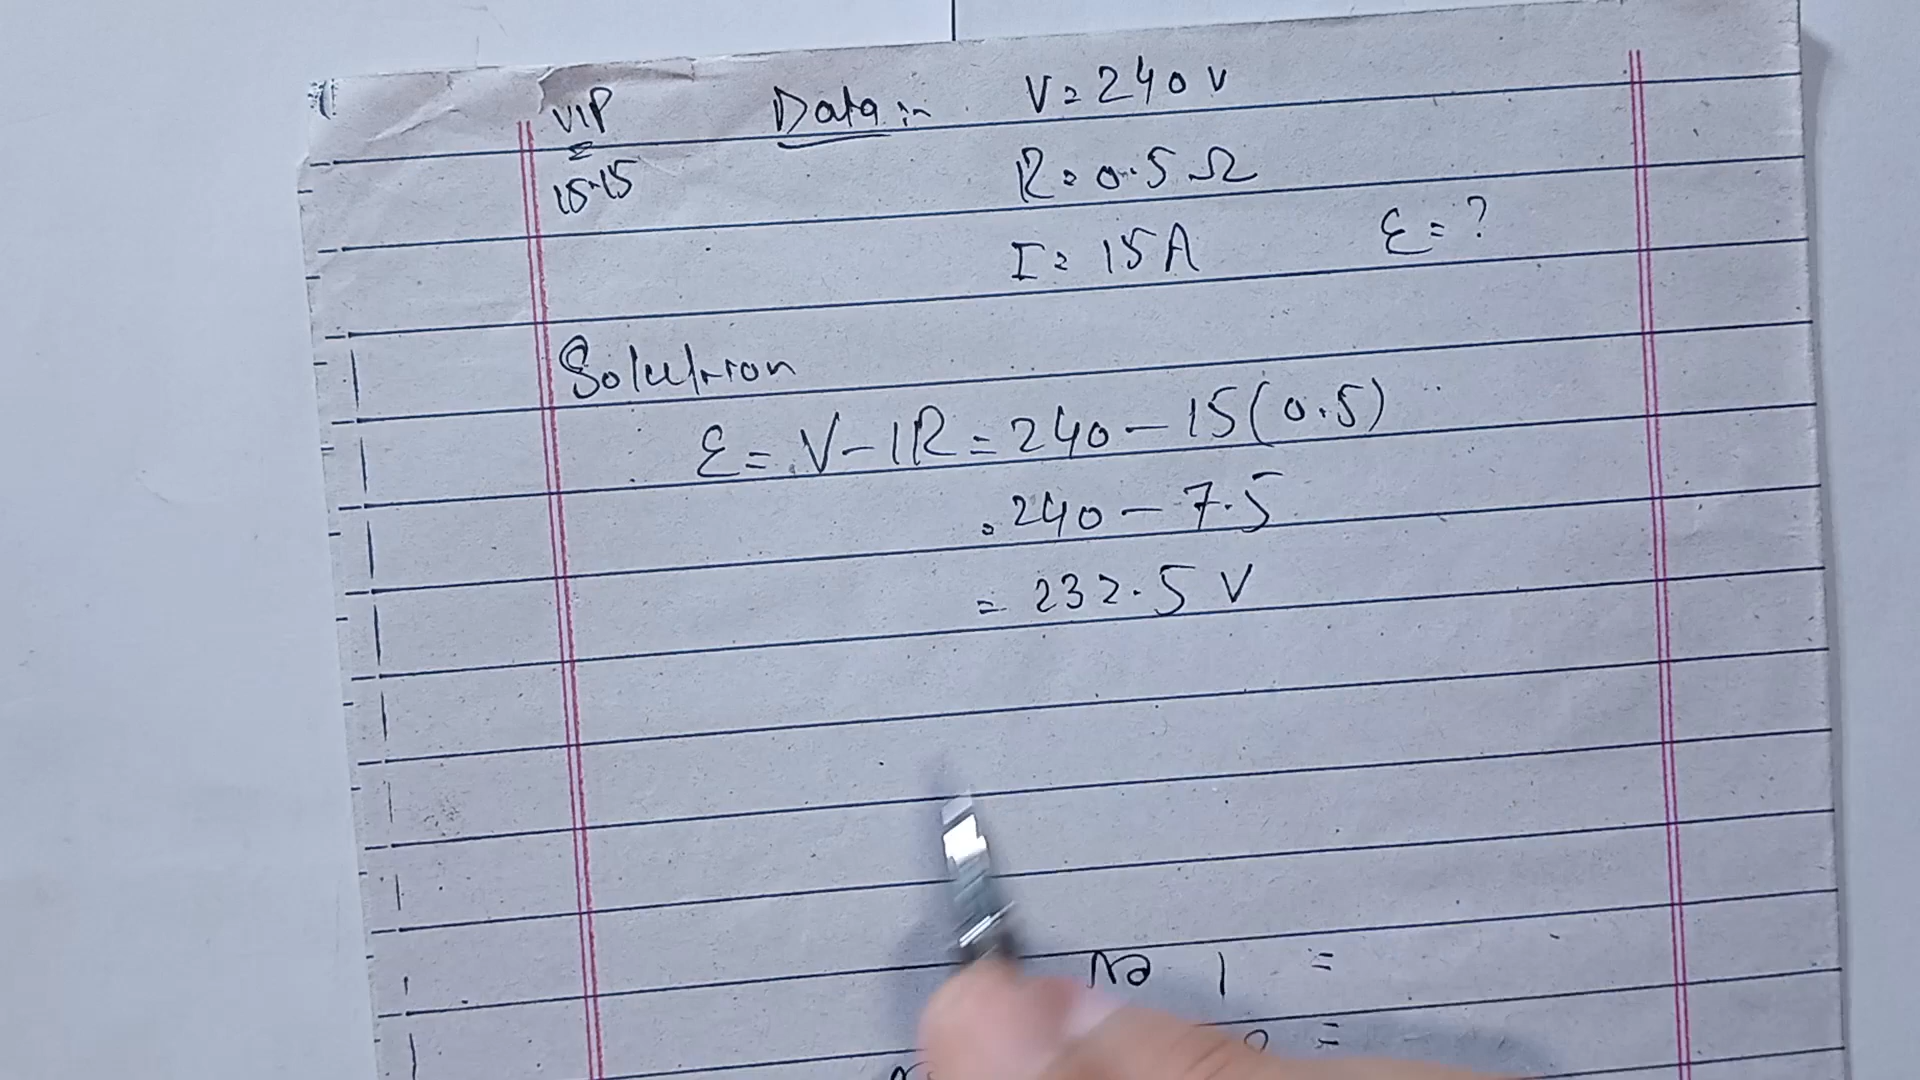 VIP Data :- V = 240 V
15.15 R = 0.5 Ω
I = 15 A ε = ?
Solution
ε = V - IR = 240 - 15(0.5)
= 240 - 7.5
= 232.5 V
1 =
=